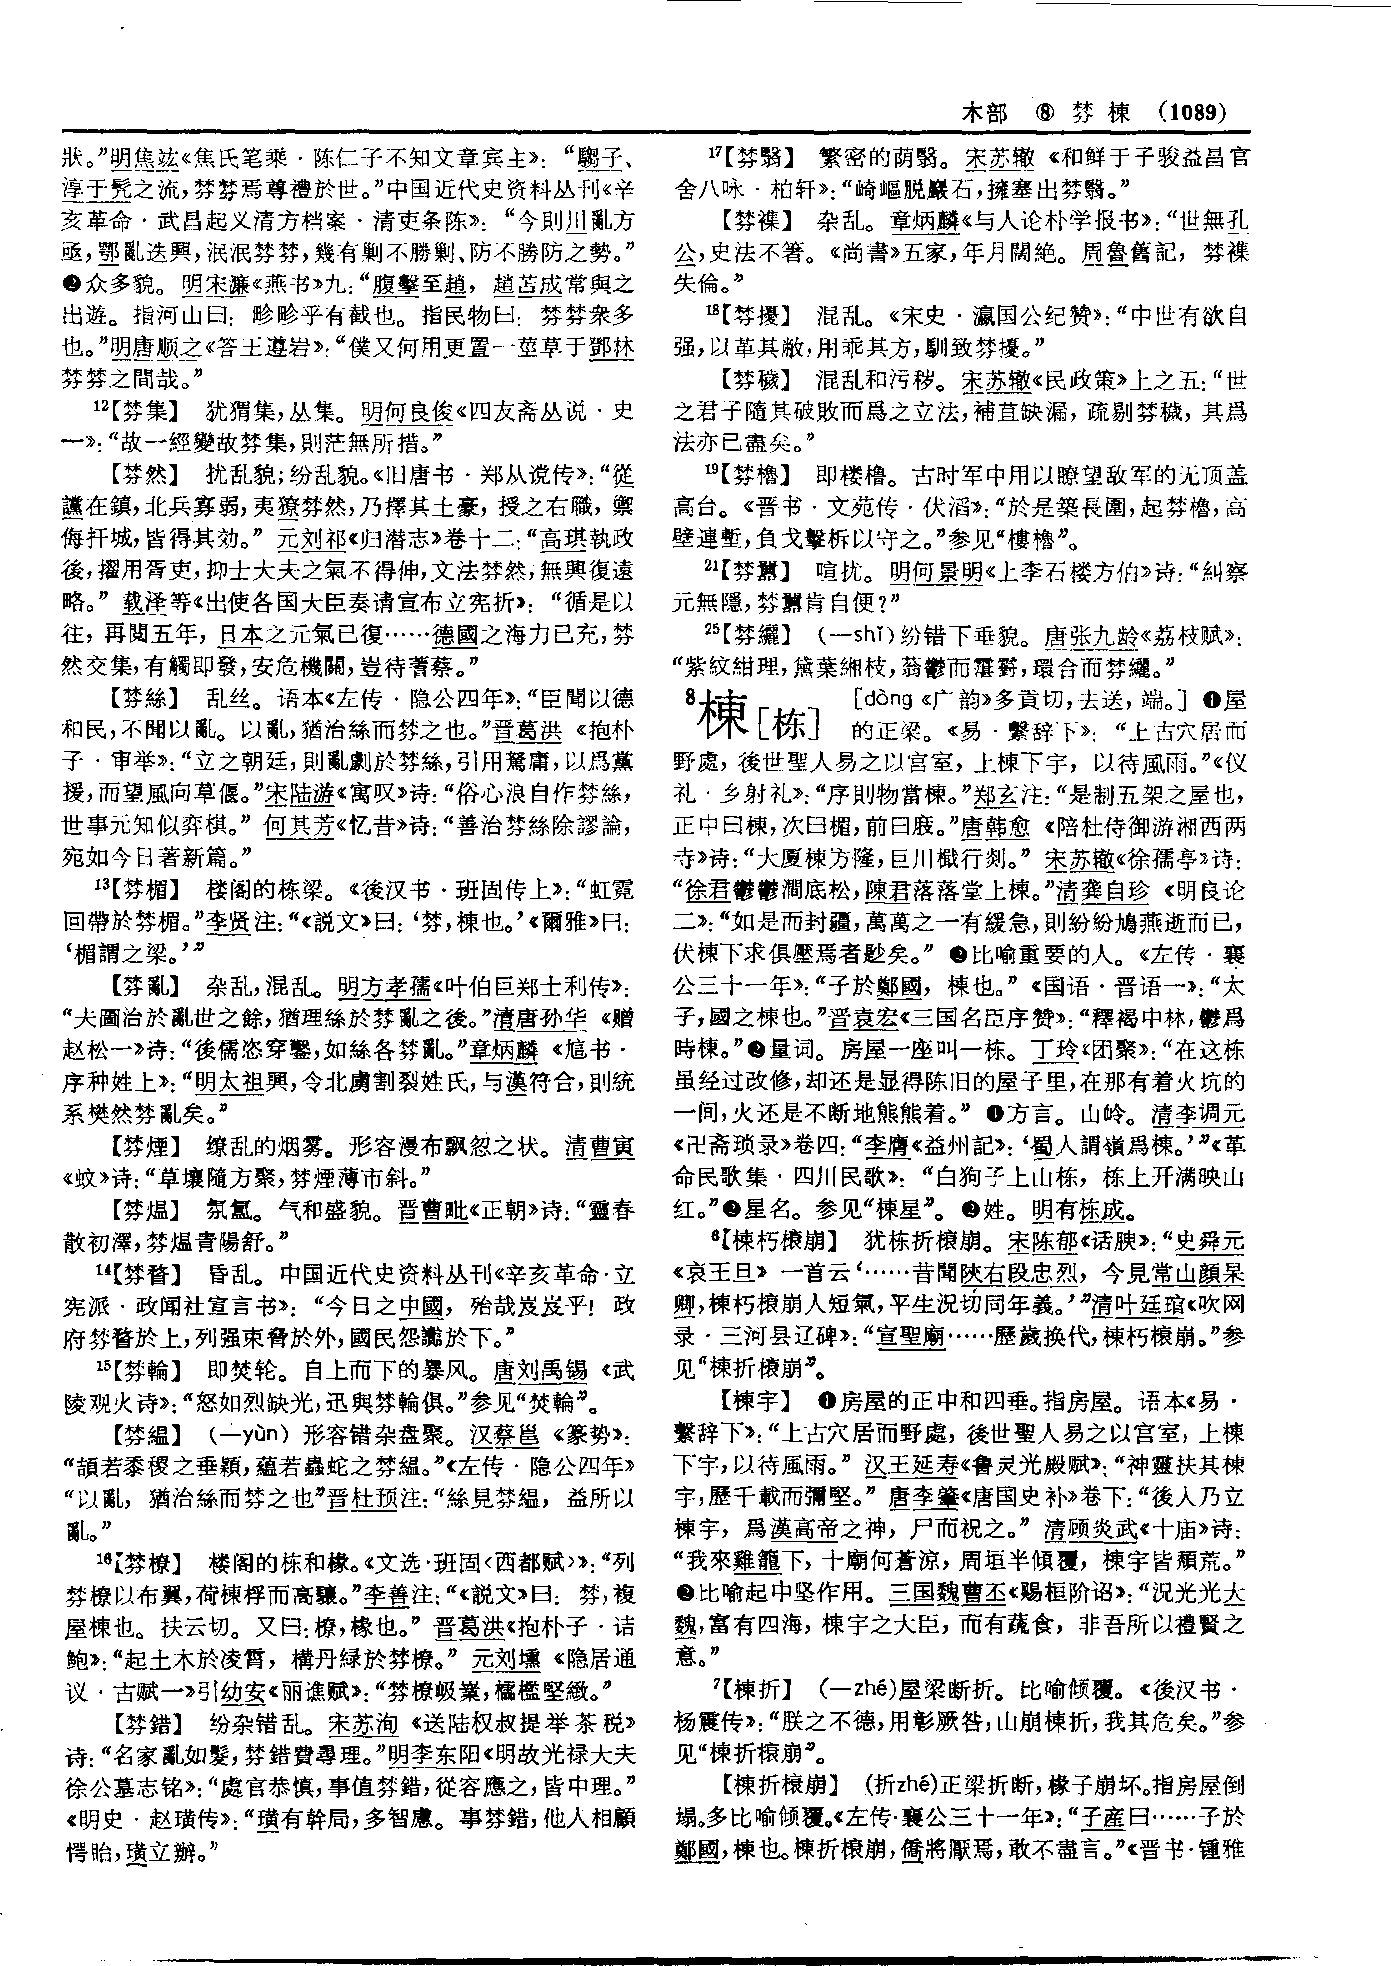 木部 ⑧ 棼 棟 (1089)
狀。”明焦竑《焦氏笔乘·陈仁子不知文章宾主》：“騶子、
淳于髠之流，棼棼焉尊禮於世。”中国近代史资料丛刊《辛
亥革命·武昌起义清方档案·清吏条陈》：“今則川亂方
亟，鄂亂迭興，泯泯棼棼，幾有剿不勝剿、防不勝防之勢。”
❷众多貌。明宋濂《燕书》九：“腹擊至趙，趙苫成常與之
出遊。指河山曰：眕眕乎有截也。指民物曰：棼棼衆多
也。”明唐顺之《答王遵岩》：“僕又何用更置一莖草于鄧林
棼棼之間哉。”
12【棼集】 犹猬集，丛集。明何良俊《四友斋丛说·史
一》：“故一經變故棼集，則茫無所措。”
【棼然】 扰乱貌；纷乱貌。《旧唐书·郑从谠传》：“從
讜在鎮，北兵寡弱，夷獠棼然，乃擇其土豪，授之右職，禦
侮扞城，皆得其効。”元刘祁《归潜志》卷十二：“高琪執政
後，擢用胥吏，抑士大夫之氣不得伸，文法棼然，無興復遠
略。”载泽等《出使各国大臣奏请宣布立宪折》：“循是以
往，再閲五年，日本之元氣已復……德國之海力已充，棼
然交集，有觸即發，安危機關，豈待蓍蔡。”
【棼絲】 乱丝。语本《左传·隐公四年》：“臣聞以德
和民，不聞以亂。以亂，猶治絲而棼之也。”晋葛洪《抱朴
子·审举》：“立之朝廷，則亂劇於棼絲，引用駑庸，以爲黨
援，而望風向草偃。”宋陆游《寓叹》诗：“俗心浪自作棼絲，
世事元知似弈棋。”何其芳《忆昔》诗：“善治棼絲除謬論，
宛如今日著新篇。”
13【棼楣】 楼阁的栋梁。《後汉书·班固传上》：“虹霓
回帶於棼楣。”李贤注：“《説文》曰：‘棼，棟也。’《爾雅》曰：
‘楣謂之梁。’”
【棼亂】 杂乱，混乱。明方孝孺《叶伯巨郑士利传》：
“夫圖治於亂世之餘，猶理絲於棼亂之後。”清唐孙华《赠
赵松一》诗：“後儒恣穿鑿，如絲各棼亂。”章炳麟《訄书·
序种姓上》：“明太祖興，令北虜割裂姓氏，与漢符合，則統
系樊然棼亂矣。”
【棼煙】 缭乱的烟雾。形容漫布飘忽之状。清曹寅
《蚊》诗：“草壤隨方聚，棼煙薄市斜。”
【棼煴】 氛氲。气和盛貌。晋曹毗《正朝》诗：“靈春
散初澤，棼煴青陽舒。”
14【棼瞀】 昏乱。中国近代史资料丛刊《辛亥革命·立
宪派·政闻社宣言书》：“今日之中國，殆哉岌岌乎！政
府棼瞀於上，列强束脅於外，國民怨讟於下。”
15【棼輪】 即焚轮。自上而下的暴风。唐刘禹锡《武
陵观火诗》：“怒如烈缺光，迅與棼輪俱。”参见“焚輪”。
【棼緼】 (—yùn) 形容错杂盘聚。汉蔡邕《篆势》：
“頡若黍稷之垂穎，蘊若蟲蛇之棼緼。”《左传·隐公四年》
“以亂，猶治絲而棼之也”晋杜预注：“絲見棼緼，益所以
亂。”
16【棼橑】 楼阁的栋和椽。《文选·班固〈西都赋〉》：“列
棼橑以布翼，荷棟桴而高驤。”李善注：“《説文》曰：棼，複
屋棟也。扶云切。又曰：橑，椽也。”晋葛洪《抱朴子·诘
鲍》：“起土木於凌霄，構丹緑於棼橑。”元刘壎《隐居通
议·古赋一》引幼安《丽谯赋》：“棼橑岋嶪，櫺檻堅緻。”
【棼錯】 纷杂错乱。宋苏洵《送陆权叔提举茶税》
诗：“名家亂如髮，棼錯費尋理。”明李东阳《明故光禄大夫
徐公墓志铭》：“處官恭慎，事值棼錯，從容應之，皆中理。”
《明史·赵璜传》：“璜有幹局，多智慮。事棼錯，他人相顧
愕眙，璜立辦。”
17【棼翳】 繁密的荫翳。宋苏辙《和鲜于子骏益昌官
舍八咏·柏轩》：“崎嶇脱巖石，擁塞出棼翳。”
【棼襍】 杂乱。章炳麟《与人论朴学报书》：“世無孔
公，史法不箸。《尚書》五家，年月闊絶。周魯舊記，棼襍
失倫。”
18【棼擾】 混乱。《宋史·瀛国公纪赞》：“中世有欲自
强，以革其敝，用乖其方，馴致棼擾。”
【棼穢】 混乱和污秽。宋苏辙《民政策》上之五：“世
之君子隨其破敗而爲之立法，補苴缺漏，疏剔棼穢，其爲
法亦已盡矣。”
19【棼櫓】 即楼橹。古时军中用以瞭望敌军的无顶盖
高台。《晋书·文苑传·伏滔》：“於是築長圍，起棼櫓，高
壁連塹，負戈擊柝以守之。”参见“樓櫓”。
21【棼囂】 喧扰。明何景明《上李石楼方伯》诗：“糾察
元無隱，棼囂肯自便？”
25【棼纚】 (—shǐ)纷错下垂貌。唐张九龄《荔枝赋》：
“紫紋紺理，黛葉緗枝，蓊鬱而霮䨴，環合而棼纚。”
8棟[栋] [dòng《广韵》多貢切，去送，端。] ❶屋
的正梁。《易·繫辞下》：“上古穴居而
野處，後世聖人易之以宫室，上棟下宇，以待風雨。”《仪
礼·乡射礼》：“序則物當棟。”郑玄注：“是制五架之屋也，
正中曰棟，次曰楣，前曰庪。”唐韩愈《陪杜侍御游湘西两
寺》诗：“大厦棟方隆，巨川檝行剡。”宋苏辙《徐孺亭》诗：
“徐君鬱鬱澗底松，陳君落落堂上棟。”清龚自珍《明良论
二》：“如是而封疆，萬萬之一有緩急，則紛紛鳩燕逝而已，
伏棟下求俱壓焉者尠矣。” ❷比喻重要的人。《左传·襄
公三十一年》：“子於鄭國，棟也。”《国语·晋语一》：“太
子，國之棟也。”晋袁宏《三国名臣序赞》：“釋褐中林，鬱爲
時棟。”❸量词。房屋一座叫一栋。丁玲《团聚》：“在这栋
虽经过改修，却还是显得陈旧的屋子里，在那有着火坑的
一间，火还是不断地熊熊着。” ❹方言。山岭。清李调元
《卍斋琐录》卷四：“李膺《益州記》：‘蜀人謂嶺爲棟。’”《革
命民歌集·四川民歌》：“白狗子上山栋，栋上开满映山
红。”❺星名。参见“棟星”。 ❻姓。明有栋成。
6【棟朽榱崩】 犹栋折榱崩。宋陈郁《话腴》：“史舜元
《哀王旦》一首云‘……昔聞陜右段忠烈，今見常山顔杲
卿，棟朽榱崩人短氣，平生況切同年義。’”清叶廷琯《吹网
录·三河县辽碑》：“宣聖廟……歷歲换代，棟朽榱崩。”参
见“棟折榱崩”。
【棟宇】 ❶房屋的正中和四垂。指房屋。语本《易·
繫辞下》：“上古穴居而野處，後世聖人易之以宫室，上棟
下宇，以待風雨。”汉王延寿《鲁灵光殿赋》：“神靈扶其棟
宇，歷千載而彌堅。”唐李肇《唐国史补》卷下：“後人乃立
棟宇，爲漢高帝之神，尸而祝之。”清顾炎武《十庙》诗：
“我來雞籠下，十廟何蒼涼，周垣半傾覆，棟宇皆頽荒。”
❷比喻起中坚作用。三国魏曹丕《赐桓阶诏》：“況光光大
魏，富有四海，棟宇之大臣，而有蔬食，非吾所以禮賢之
意。”
7【棟折】 (—zhé)屋梁断折。比喻倾覆。《後汉书·
杨震传》：“朕之不德，用彰厥咎，山崩棟折，我其危矣。”参
见“棟折榱崩”。
【棟折榱崩】 (折zhé)正梁折断，椽子崩坏。指房屋倒
塌。多比喻倾覆。《左传·襄公三十一年》：“子産曰……子於
鄭國，棟也。棟折榱崩，僑將厭焉，敢不盡言。”《晋书·锺雅